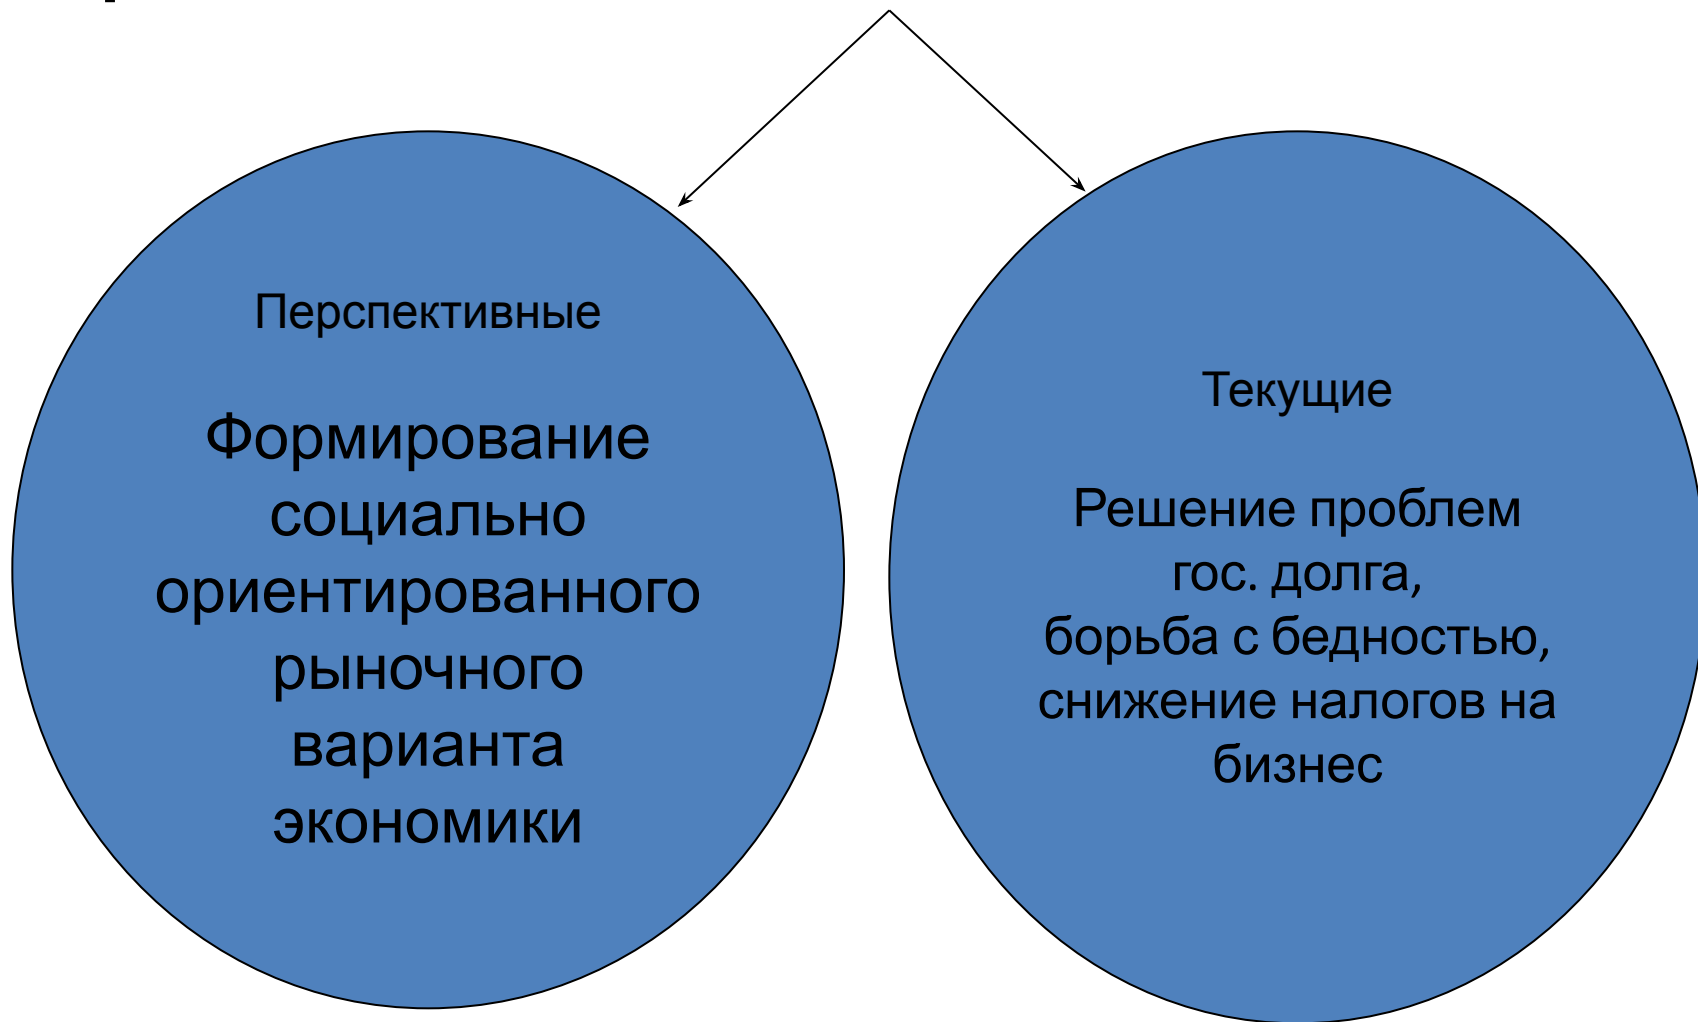 Перспективные
Формирование
социально
ориентированного
рыночного
варианта
экономики
Текущие
Решение проблем
гос. долга,
борьба с бедностью,
снижение налогов на
бизнес